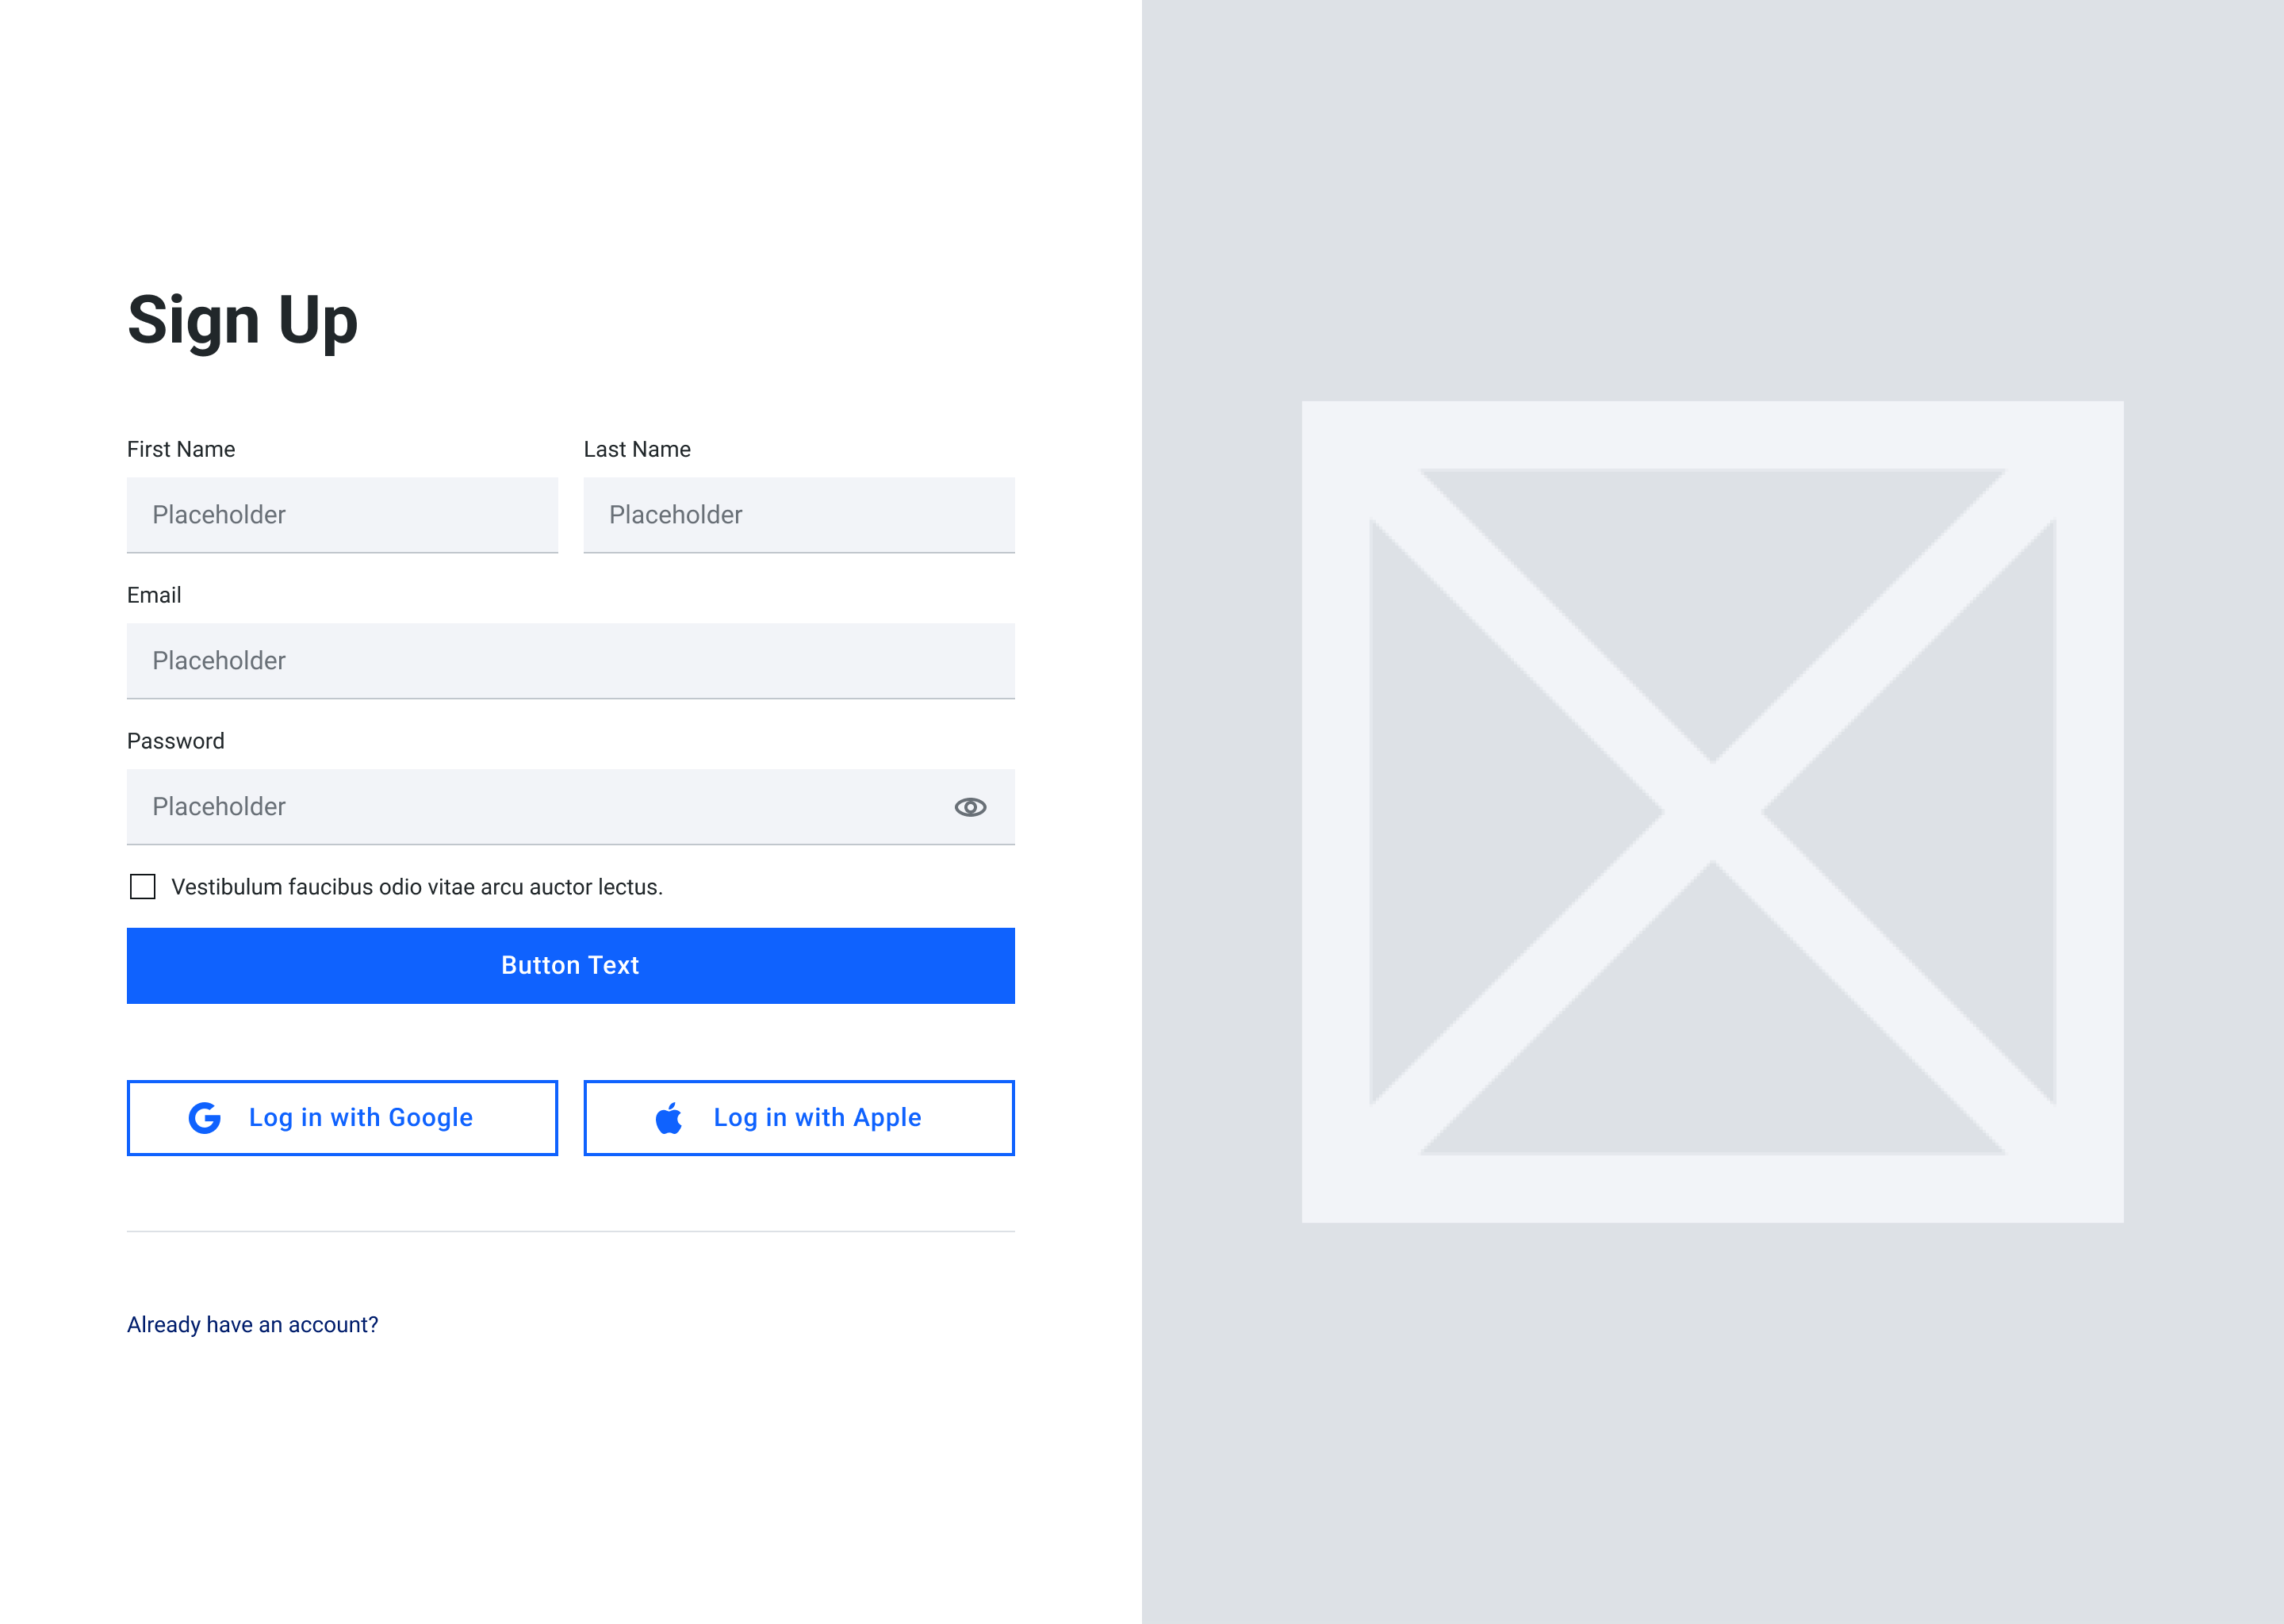 Sign Up
First Name
Last Name
Placeholder
Placeholder
Email
Placeholder
Password
Placeholder
Vestibulum faucibus odio vitae arcu auctor lectus.
Button Text
Log in with Google
Log in with Apple
Already have an account?